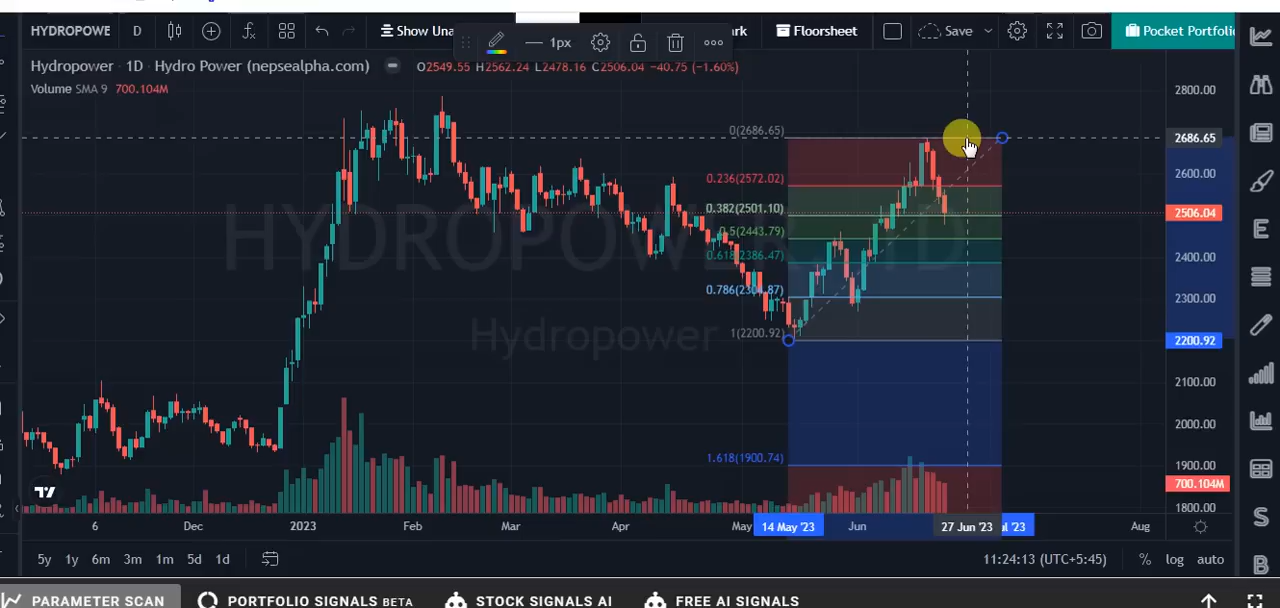 HYDROPOWE D Show Una 1px rk Floorsheet Save Pocket Portfolio
Hydropower · 1D · Hydro Power (nepsealpha.com) O2549.55 H2562.24 L2478.16 C2506.04 −40.75 (−1.60%)
Volume SMA 9 700.104M
2800.00
0(2686.65)
2686.65
0.236(2572.02)
2600.00
0.382(2501.10)
2506.04
0.5(2443.79)
HYDROPOWER, 1D
0.618(2386.47)
2400.00
0.786(230 .87)
2300.00
Hydropower
1(2200.92)
2200.92
2100.00
2000.00
1.618(1900.74)
1900.00
700.104M
1800.00
6 Dec 2023 Feb Mar Apr May 14 May '23 Jun 27 Jun '23 ul '23 Aug
5y 1y 6m 3m 1m 5d 1d 11:24:13 (UTC+5:45) % log auto
E
S
B
PARAMETER SCAN PORTFOLIO SIGNALS BETA STOCK SIGNALS AI FREE AI SIGNALS